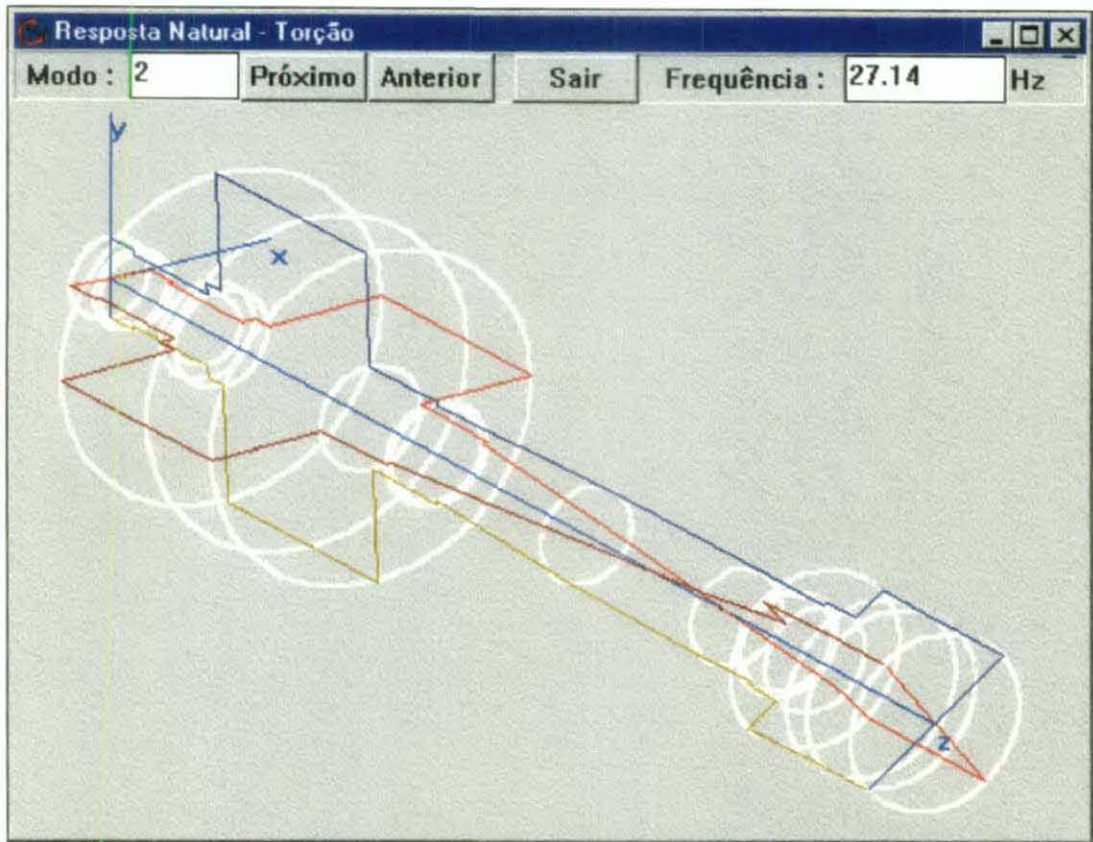 Resposta Natural - Torção
Modo : 2 Próximo Anterior Sair Frequência : 27.14 Hz
y
x
z